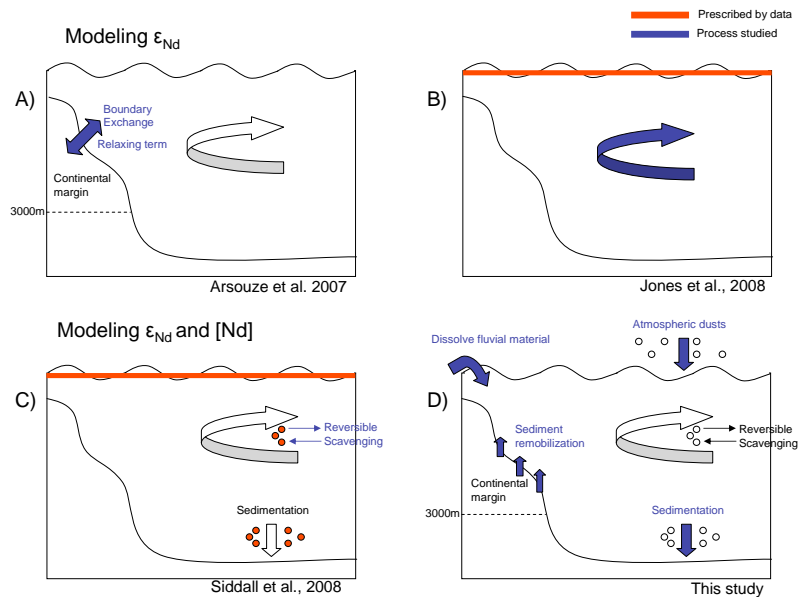 Prescribed by data
Process studied
Modeling εNd
A)
Boundary
Exchange
Relaxing term
Continental
margin
3000m
Arsouze et al. 2007
B)
Jones et al., 2008
Modeling εNd and [Nd]
C)
Reversible
Scavenging
Sedimentation
Siddall et al., 2008
Atmospheric dusts
Dissolve fluvial material
D)
Reversible
Scavenging
Sediment
remobilization
Continental
margin
3000m
Sedimentation
This study